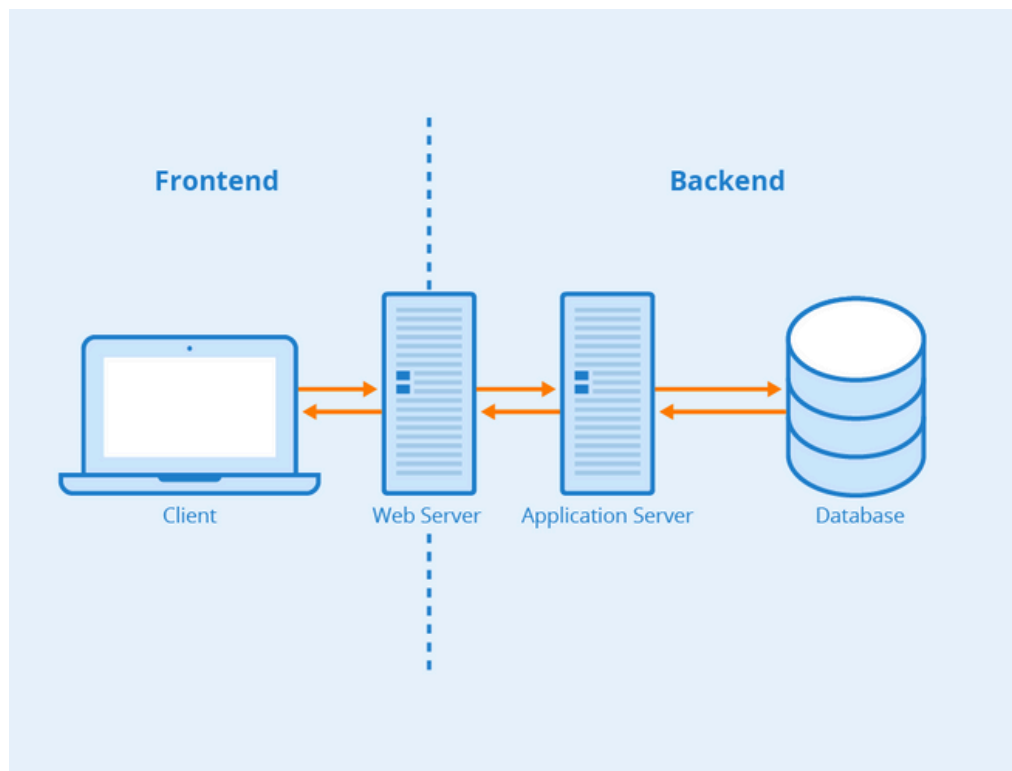 Frontend
Backend
Client
Web Server
Application Server
Database